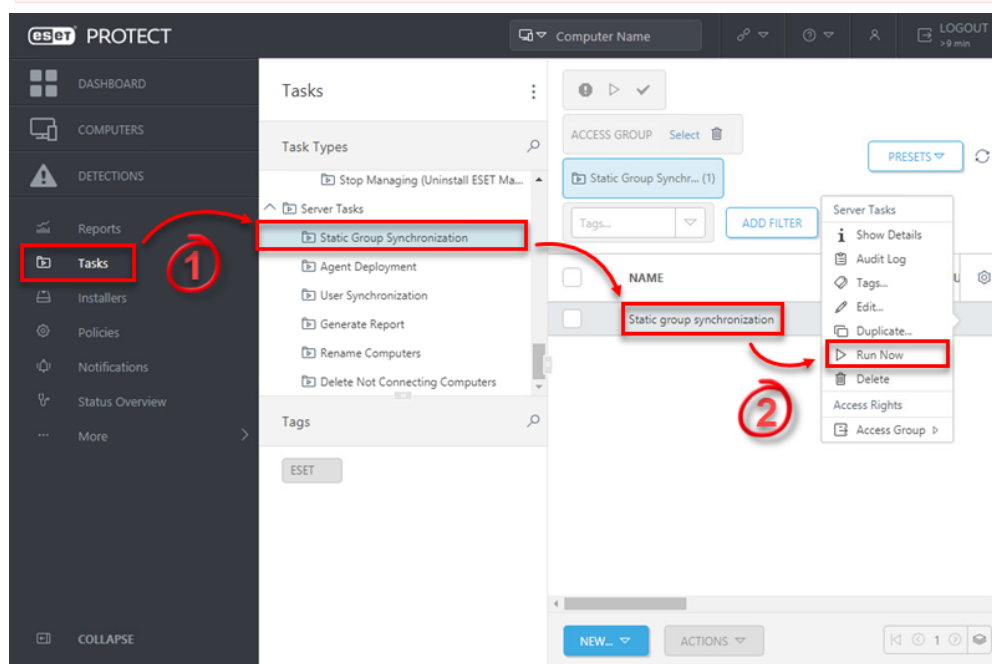 eset PROTECT
Computer Name
LOGOUT
>9 min
DASHBOARD
COMPUTERS
DETECTIONS
Reports
Tasks
Installers
Policies
Notifications
Status Overview
... More
COLLAPSE
1
Tasks
Task Types
Stop Managing (Uninstall ESET Ma...
Server Tasks
Static Group Synchronization
Agent Deployment
User Synchronization
Generate Report
Rename Computers
Delete Not Connecting Computers
Tags
ESET
ACCESS GROUP Select
PRESETS
Static Group Synchr... (1)
Tags...
ADD FILTER
NAME
U
Static group synchronization
2
Server Tasks
Show Details
Audit Log
Tags...
Edit...
Duplicate...
Run Now
Delete
Access Rights
Access Group
NEW...
ACTIONS
1